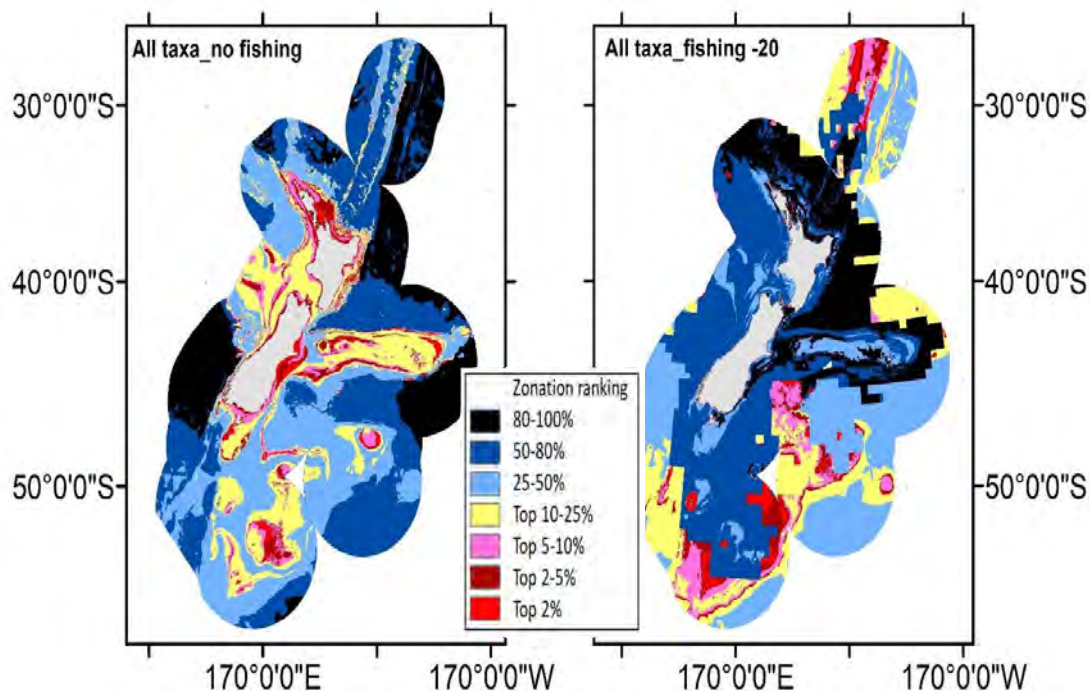 All taxa_no fishing
All taxa_fishing -20
30°0'0"S
30°0'0"S
40°0'0"S
40°0'0"S
50°0'0"S
50°0'0"S
Zonation ranking
80-100%
50-80%
25-50%
Top 10-25%
Top 5-10%
Top 2-5%
Top 2%
170°0'0"E
170°0'0"W
170°0'0"E
170°0'0"W